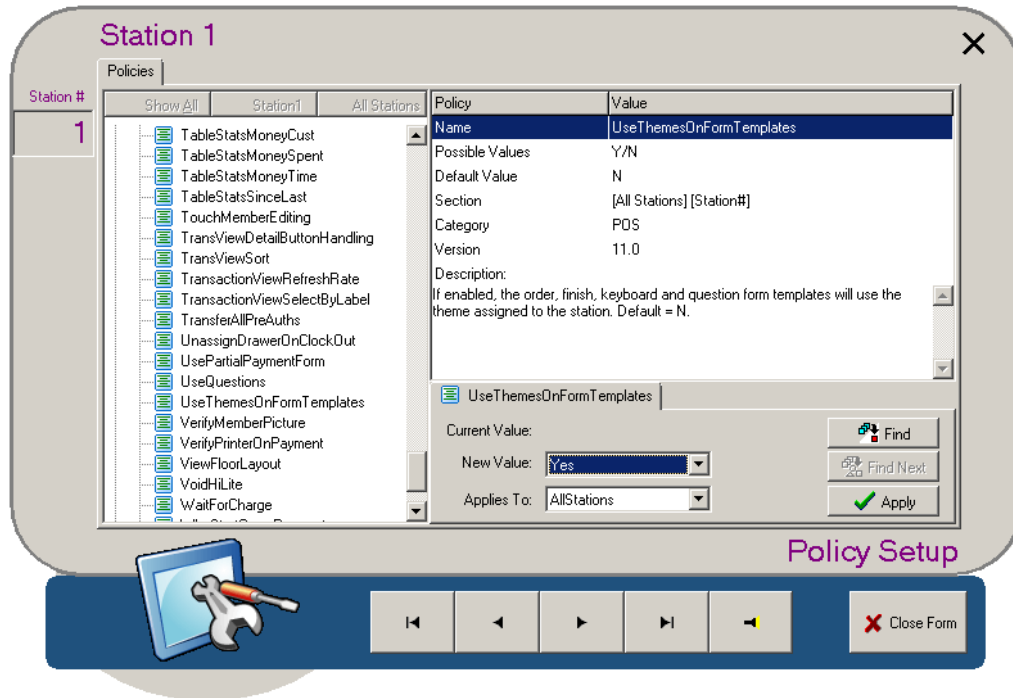 Station 1
Policies
Station #
1
Show All
Station1
All Stations
TableStatsMoneyCust
TableStatsMoneySpent
TableStatsMoneyTime
TableStatsSinceLast
TouchMemberEditing
TransViewDetailButtonHandling
TransViewSort
TransactionViewRefreshRate
TransactionViewSelectByLabel
TransferAllPreAuths
UnassignDrawerOnClockOut
UsePartialPaymentForm
UseQuestions
UseThemesOnFormTemplates
VerifyMemberPicture
VerifyPrinterOnPayment
ViewFloorLayout
VoidHiLite
WaitForCharge
Policy Value
Name UseThemesOnFormTemplates
Possible Values Y/N
Default Value N
Section [All Stations] [Station#]
Category POS
Version 11.0
Description:
If enabled, the order, finish, keyboard and question form templates will use the
theme assigned to the station. Default = N.
UseThemesOnFormTemplates
Current Value:
New Value: Yes
Applies To: AllStations
Find
Find Next
Apply
Policy Setup
Close Form